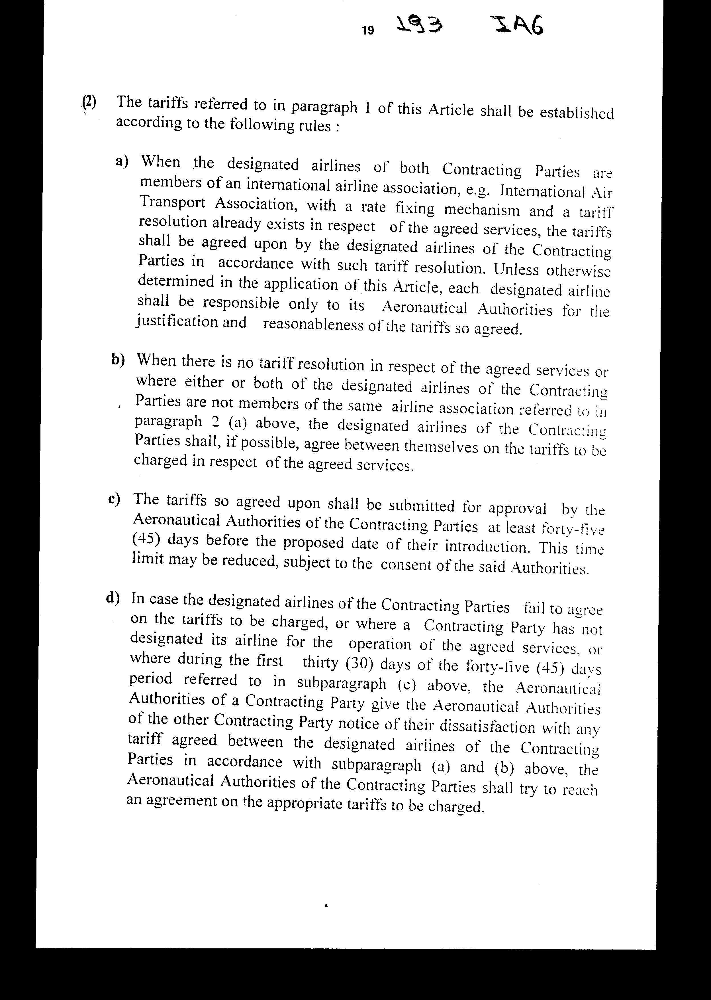 19 193 IA6
(2) The tariffs referred to in paragraph 1 of this Article shall be established
according to the following rules :
a) When the designated airlines of both Contracting Parties are
members of an international airline association, e.g. International Air
Transport Association, with a rate fixing mechanism and a tariff
resolution already exists in respect of the agreed services, the tariffs
shall be agreed upon by the designated airlines of the Contracting
Parties in accordance with such tariff resolution. Unless otherwise
determined in the application of this Article, each designated airline
shall be responsible only to its Aeronautical Authorities for the
justification and reasonableness of the tariffs so agreed.
b) When there is no tariff resolution in respect of the agreed services or
where either or both of the designated airlines of the Contracting
Parties are not members of the same airline association referred to in
paragraph 2 (a) above, the designated airlines of the Contracting
Parties shall, if possible, agree between themselves on the tariffs to be
charged in respect of the agreed services.
c) The tariffs so agreed upon shall be submitted for approval by the
Aeronautical Authorities of the Contracting Parties at least forty-five
(45) days before the proposed date of their introduction. This time
limit may be reduced, subject to the consent of the said Authorities.
d) In case the designated airlines of the Contracting Parties fail to agree
on the tariffs to be charged, or where a Contracting Party has not
designated its airline for the operation of the agreed services, or
where during the first thirty (30) days of the forty-five (45) days
period referred to in subparagraph (c) above, the Aeronautical
Authorities of a Contracting Party give the Aeronautical Authorities
of the other Contracting Party notice of their dissatisfaction with any
tariff agreed between the designated airlines of the Contracting
Parties in accordance with subparagraph (a) and (b) above, the
Aeronautical Authorities of the Contracting Parties shall try to reach
an agreement on the appropriate tariffs to be charged.